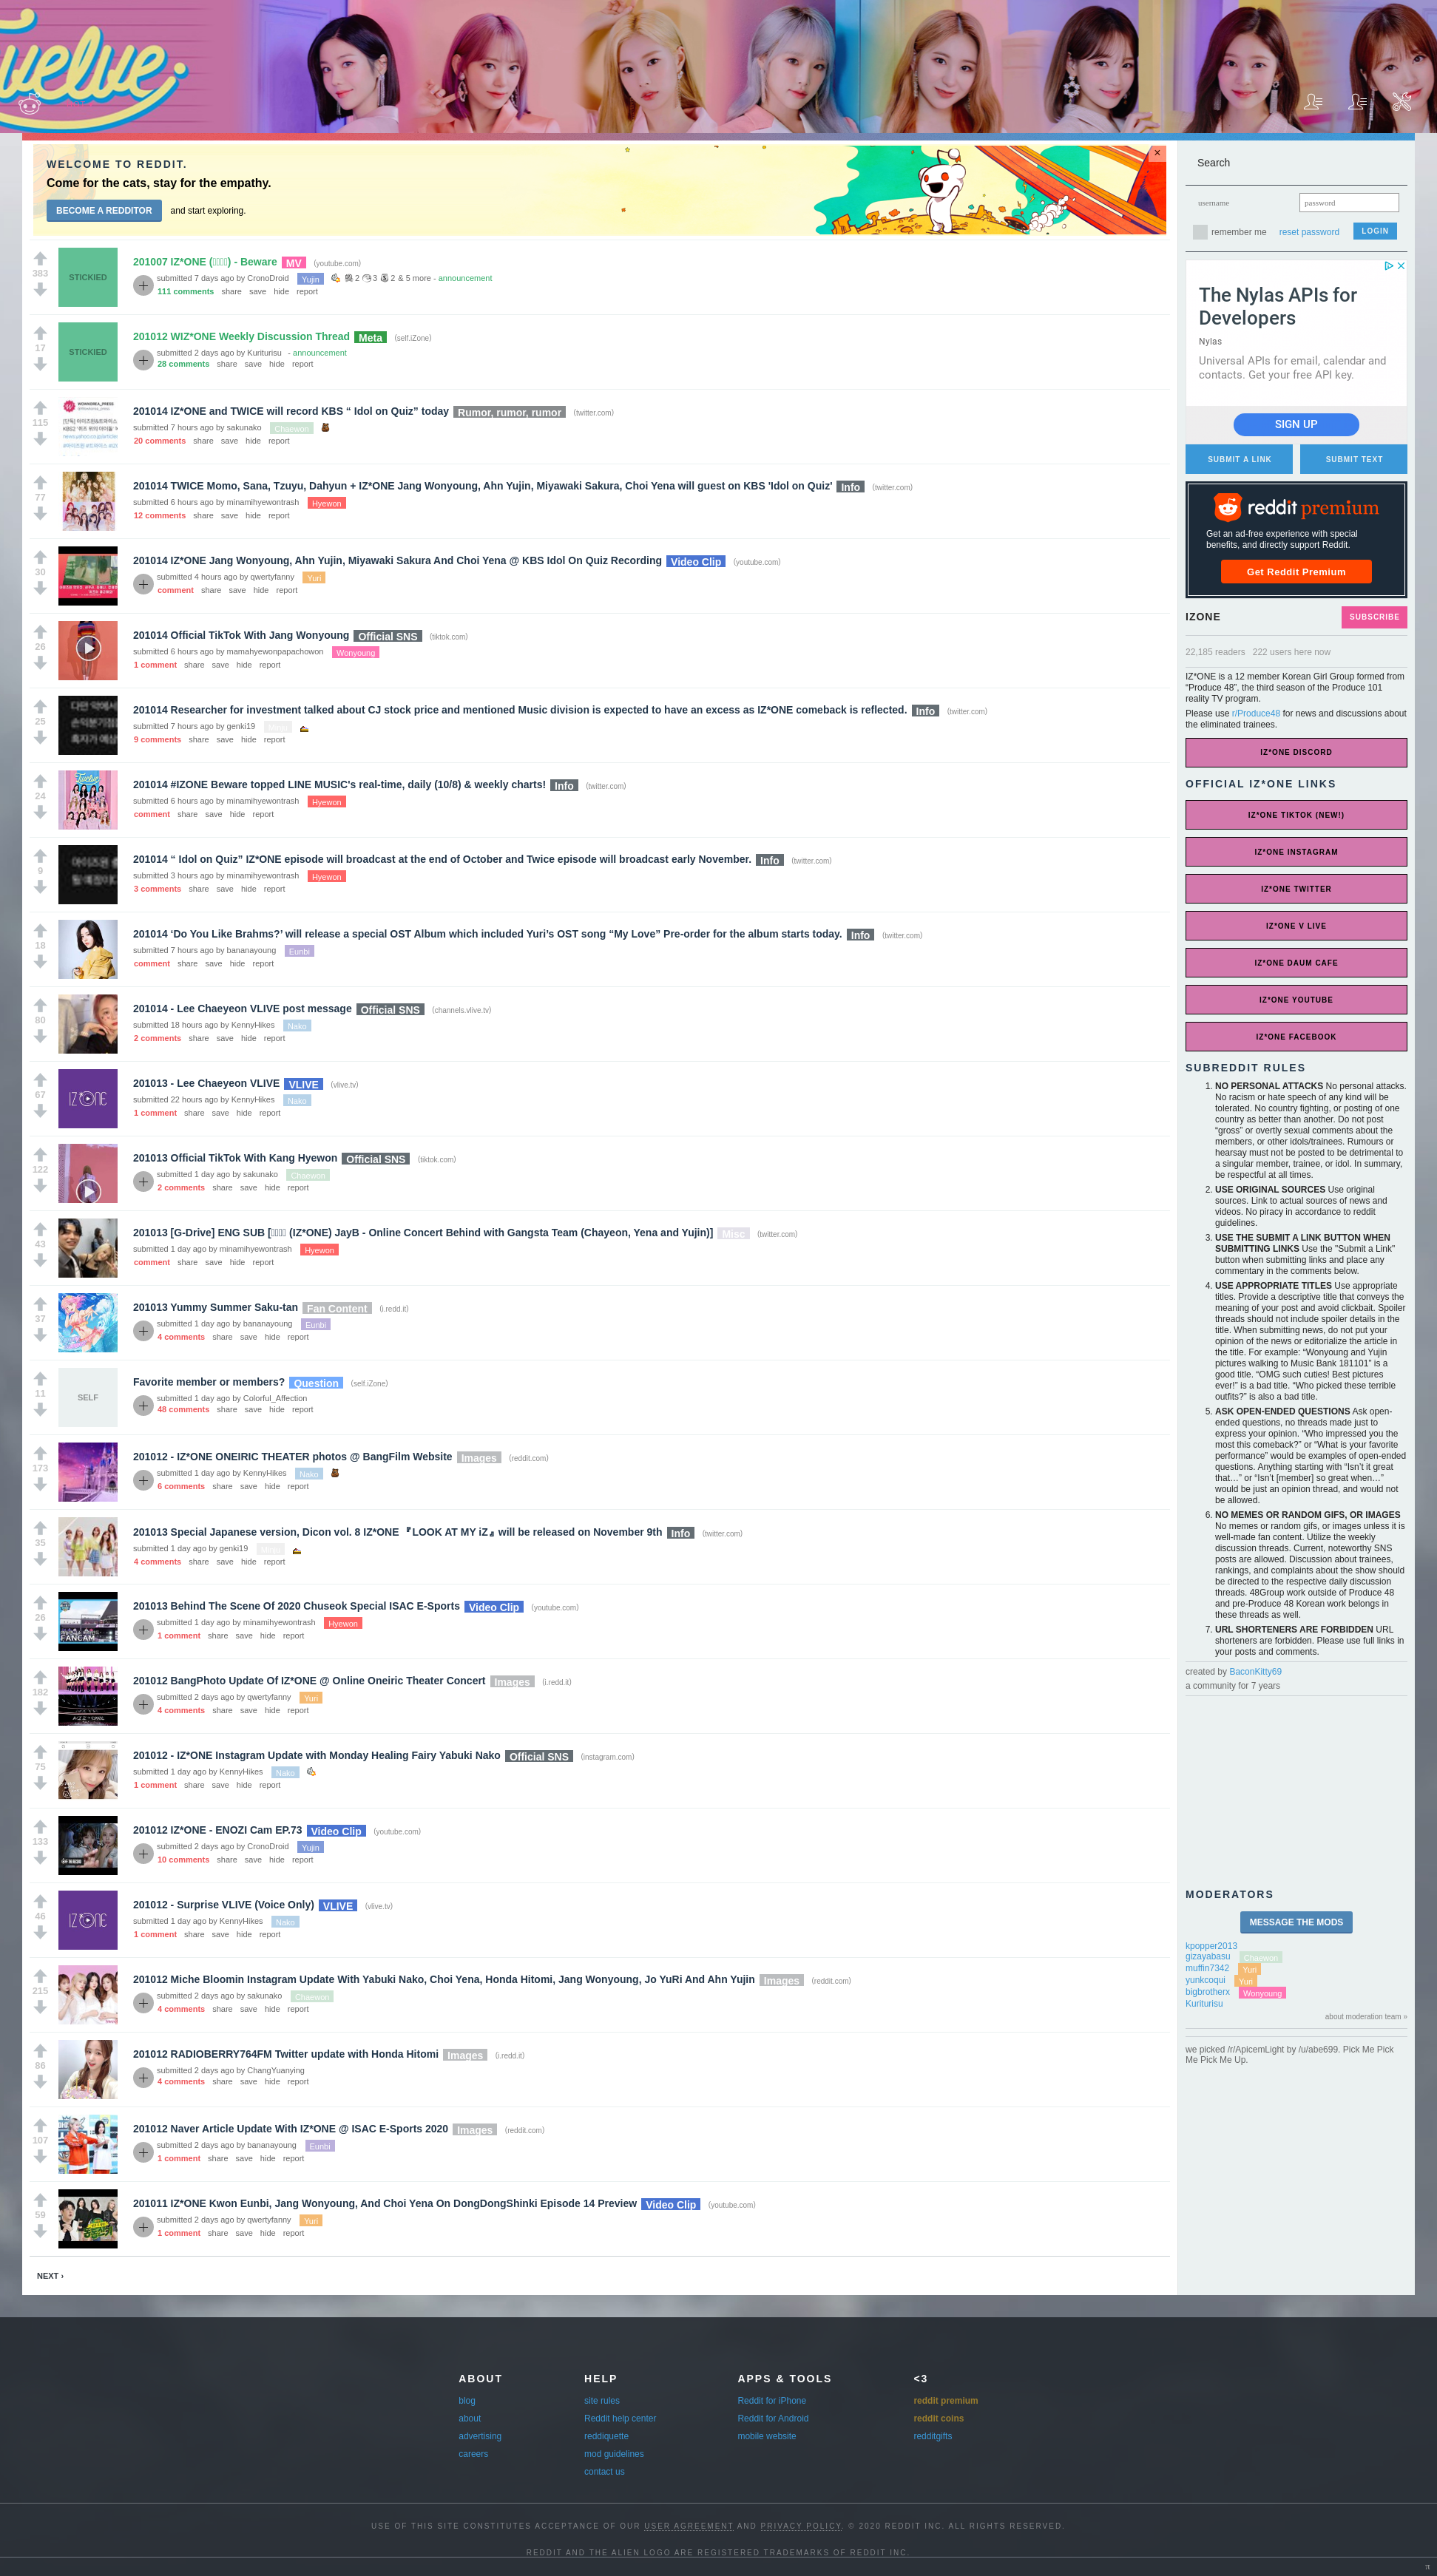 Twelve
WELCOME TO REDDIT.
Come for the cats, stay for the empathy.
BECOME A REDDITOR and start exploring.
×
383
STICKIED
201007 IZ*ONE () - Beware MV (youtube.com)
submitted 7 days ago by CronoDroid Yujin 2 3 2 & 5 more - announcement
111 comments share save hide report
17
STICKIED
201012 WIZ*ONE Weekly Discussion Thread Meta (self.iZone)
submitted 2 days ago by Kuriturisu - announcement
28 comments share save hide report
115
201014 IZ*ONE and TWICE will record KBS “ Idol on Quiz” today Rumor, rumor, rumor (twitter.com)
submitted 7 hours ago by sakunako Chaewon
20 comments share save hide report
77
201014 TWICE Momo, Sana, Tzuyu, Dahyun + IZ*ONE Jang Wonyoung, Ahn Yujin, Miyawaki Sakura, Choi Yena will guest on KBS 'Idol on Quiz' Info (twitter.com)
submitted 6 hours ago by minamihyewontrash Hyewon
12 comments share save hide report
30
201014 IZ*ONE Jang Wonyoung, Ahn Yujin, Miyawaki Sakura And Choi Yena @ KBS Idol On Quiz Recording Video Clip (youtube.com)
submitted 4 hours ago by qwertyfanny Yuri
comment share save hide report
26
201014 Official TikTok With Jang Wonyoung Official SNS (tiktok.com)
submitted 6 hours ago by mamahyewonpapachowon Wonyoung
1 comment share save hide report
25
201014 Researcher for investment talked about CJ stock price and mentioned Music division is expected to have an excess as IZ*ONE comeback is reflected. Info (twitter.com)
submitted 7 hours ago by genki19
9 comments share save hide report
24
201014 #IZONE Beware topped LINE MUSIC's real-time, daily (10/8) & weekly charts! Info (twitter.com)
submitted 6 hours ago by minamihyewontrash Hyewon
comment share save hide report
9
201014 “ Idol on Quiz” IZ*ONE episode will broadcast at the end of October and Twice episode will broadcast early November. Info (twitter.com)
submitted 3 hours ago by minamihyewontrash Hyewon
3 comments share save hide report
18
201014 ‘Do You Like Brahms?’ will release a special OST Album which included Yuri’s OST song “My Love” Pre-order for the album starts today. Info (twitter.com)
submitted 7 hours ago by bananayoung Eunbi
comment share save hide report
80
201014 - Lee Chaeyeon VLIVE post message Official SNS (channels.vlive.tv)
submitted 18 hours ago by KennyHikes Nako
2 comments share save hide report
67
IZ*ONE
201013 - Lee Chaeyeon VLIVE VLIVE (vlive.tv)
submitted 22 hours ago by KennyHikes Nako
1 comment share save hide report
122
201013 Official TikTok With Kang Hyewon Official SNS (tiktok.com)
submitted 1 day ago by sakunako Chaewon
2 comments share save hide report
43
201013 [G-Drive] ENG SUB [ (IZ*ONE) JayB - Online Concert Behind with Gangsta Team (Chayeon, Yena and Yujin)] Misc (twitter.com)
submitted 1 day ago by minamihyewontrash Hyewon
comment share save hide report
37
201013 Yummy Summer Saku-tan Fan Content (i.redd.it)
submitted 1 day ago by bananayoung Eunbi
4 comments share save hide report
11
SELF
Favorite member or members? Question (self.iZone)
submitted 1 day ago by Colorful_Affection
48 comments share save hide report
173
201012 - IZ*ONE ONEIRIC THEATER photos @ BangFilm Website Images (reddit.com)
submitted 1 day ago by KennyHikes Nako
6 comments share save hide report
35
201013 Special Japanese version, Dicon vol. 8 IZ*ONE 『LOOK AT MY iZ』will be released on November 9th Info (twitter.com)
submitted 1 day ago by genki19
4 comments share save hide report
26
FANCAM
201013 Behind The Scene Of 2020 Chuseok Special ISAC E-Sports Video Clip (youtube.com)
submitted 1 day ago by minamihyewontrash Hyewon
1 comment share save hide report
182
201012 BangPhoto Update Of IZ*ONE @ Online Oneiric Theater Concert Images (i.redd.it)
submitted 2 days ago by qwertyfanny Yuri
4 comments share save hide report
75
201012 - IZ*ONE Instagram Update with Monday Healing Fairy Yabuki Nako Official SNS (instagram.com)
submitted 1 day ago by KennyHikes Nako
1 comment share save hide report
133
201012 IZ*ONE - ENOZI Cam EP.73 Video Clip (youtube.com)
submitted 2 days ago by CronoDroid Yujin
10 comments share save hide report
46
IZ*ONE
201012 - Surprise VLIVE (Voice Only) VLIVE (vlive.tv)
submitted 1 day ago by KennyHikes Nako
1 comment share save hide report
215
201012 Miche Bloomin Instagram Update With Yabuki Nako, Choi Yena, Honda Hitomi, Jang Wonyoung, Jo YuRi And Ahn Yujin Images (reddit.com)
submitted 2 days ago by sakunako Chaewon
4 comments share save hide report
86
201012 RADIOBERRY764FM Twitter update with Honda Hitomi Images (i.redd.it)
submitted 2 days ago by ChangYuanying
4 comments share save hide report
107
201012 Naver Article Update With IZ*ONE @ ISAC E-Sports 2020 Images (reddit.com)
submitted 2 days ago by bananayoung Eunbi
1 comment share save hide report
59
201011 IZ*ONE Kwon Eunbi, Jang Wonyoung, And Choi Yena On DongDongShinki Episode 14 Preview Video Clip (youtube.com)
submitted 2 days ago by qwertyfanny Yuri
1 comment share save hide report
NEXT ›
Search
username password
remember me reset password LOGIN
The Nylas APIs for
Developers
Nylas
Universal APIs for email, calendar and
contacts. Get your free API key.
SIGN UP
SUBMIT A LINK SUBMIT TEXT
reddit premium
Get an ad-free experience with special
benefits, and directly support Reddit.
Get Reddit Premium
IZONE SUBSCRIBE
22,185 readers 222 users here now
IZ*ONE is a 12 member Korean Girl Group formed from
“Produce 48”, the third season of the Produce 101
reality TV program.
Please use r/Produce48 for news and discussions about
the eliminated trainees.
IZ*ONE DISCORD
OFFICIAL IZ*ONE LINKS
IZ*ONE TIKTOK (NEW!)
IZ*ONE INSTAGRAM
IZ*ONE TWITTER
IZ*ONE V LIVE
IZ*ONE DAUM CAFE
IZ*ONE YOUTUBE
IZ*ONE FACEBOOK
SUBREDDIT RULES
1. NO PERSONAL ATTACKS No personal attacks.
No racism or hate speech of any kind will be
tolerated. No country fighting, or posting of one
country as better than another. Do not post
“gross” or overtly sexual comments about the
members, or other idols/trainees. Rumours or
hearsay must not be posted to be detrimental to
a singular member, trainee, or idol. In summary,
be respectful at all times.
2. USE ORIGINAL SOURCES Use original
sources. Link to actual sources of news and
videos. No piracy in accordance to reddit
guidelines.
3. USE THE SUBMIT A LINK BUTTON WHEN
SUBMITTING LINKS Use the "Submit a Link"
button when submitting links and place any
commentary in the comments below.
4. USE APPROPRIATE TITLES Use appropriate
titles. Provide a descriptive title that conveys the
meaning of your post and avoid clickbait. Spoiler
threads should not include spoiler details in the
title. When submitting news, do not put your
opinion of the news or editorialize the article in
the title. For example: “Wonyoung and Yujin
pictures walking to Music Bank 181101” is a
good title. “OMG such cuties! Best pictures
ever!” is a bad title. “Who picked these terrible
outfits?” is also a bad title.
5. ASK OPEN-ENDED QUESTIONS Ask open-
ended questions, no threads made just to
express your opinion. “Who impressed you the
most this comeback?” or “What is your favorite
performance” would be examples of open-ended
questions. Anything starting with “Isn’t it great
that…” or “Isn’t [member] so great when…”
would be just an opinion thread, and would not
be allowed.
6. NO MEMES OR RANDOM GIFS, OR IMAGES
No memes or random gifs, or images unless it is
well-made fan content. Utilize the weekly
discussion threads. Current, noteworthy SNS
posts are allowed. Discussion about trainees,
rankings, and complaints about the show should
be directed to the respective daily discussion
threads. 48Group work outside of Produce 48
and pre-Produce 48 Korean work belongs in
these threads as well.
7. URL SHORTENERS ARE FORBIDDEN URL
shorteners are forbidden. Please use full links in
your posts and comments.
created by BaconKitty69
a community for 7 years
MODERATORS
MESSAGE THE MODS
kpopper2013
gizayabasu Chaewon
muffin7342 Yuri
yunkcoqui Yuri
bigbrotherx Wonyoung
Kuriturisu
about moderation team »
we picked /r/ApicemLight by /u/abe699. Pick Me Pick
Me Pick Me Up.
ABOUT
blog
about
advertising
careers
HELP
site rules
Reddit help center
reddiquette
mod guidelines
contact us
APPS & TOOLS
Reddit for iPhone
Reddit for Android
mobile website
<3
reddit premium
reddit coins
redditgifts
USE OF THIS SITE CONSTITUTES ACCEPTANCE OF OUR USER AGREEMENT AND PRIVACY POLICY. © 2020 REDDIT INC. ALL RIGHTS RESERVED.
REDDIT AND THE ALIEN LOGO ARE REGISTERED TRADEMARKS OF REDDIT INC.
π